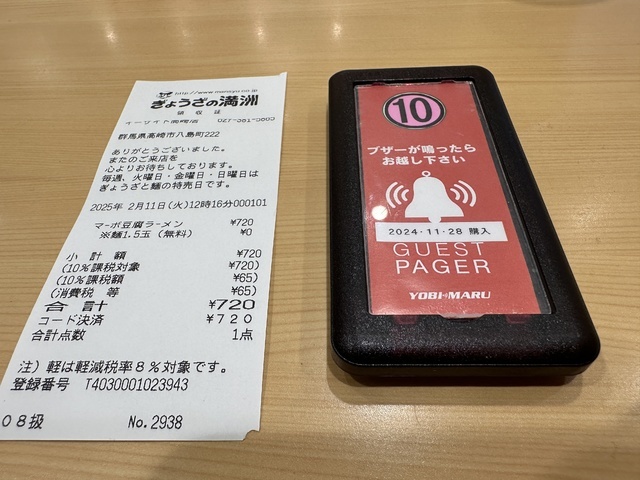 http://www.mansyu.co.jp
ぎょうざの満洲
領収証
イーサイト高崎店
群馬県高崎市八島町222
ありがとうございました。
またのご来店を
心よりお待ちしております。
毎週、火曜日・金曜日・日曜日は
ぎょうざと麺の特売日です。
2025年 2月11日(火)12時16分000101
マーボ豆腐ラーメン ¥720
※麺1.5玉(無料) ¥0
小計額 ¥720
(10%課税対象 ¥720)
(10%課税額 ¥65)
(消費税 等 ¥65)
合計 ¥720
コード決済 ¥720
合計点数 1点
注)軽は軽減税率8%対象です。
登録番号 T4030001023943
08扱 No.2938
10
ブザーが鳴ったら
お越し下さい
2024・11・28 購入
GUEST
PAGER
YOBI-MARU